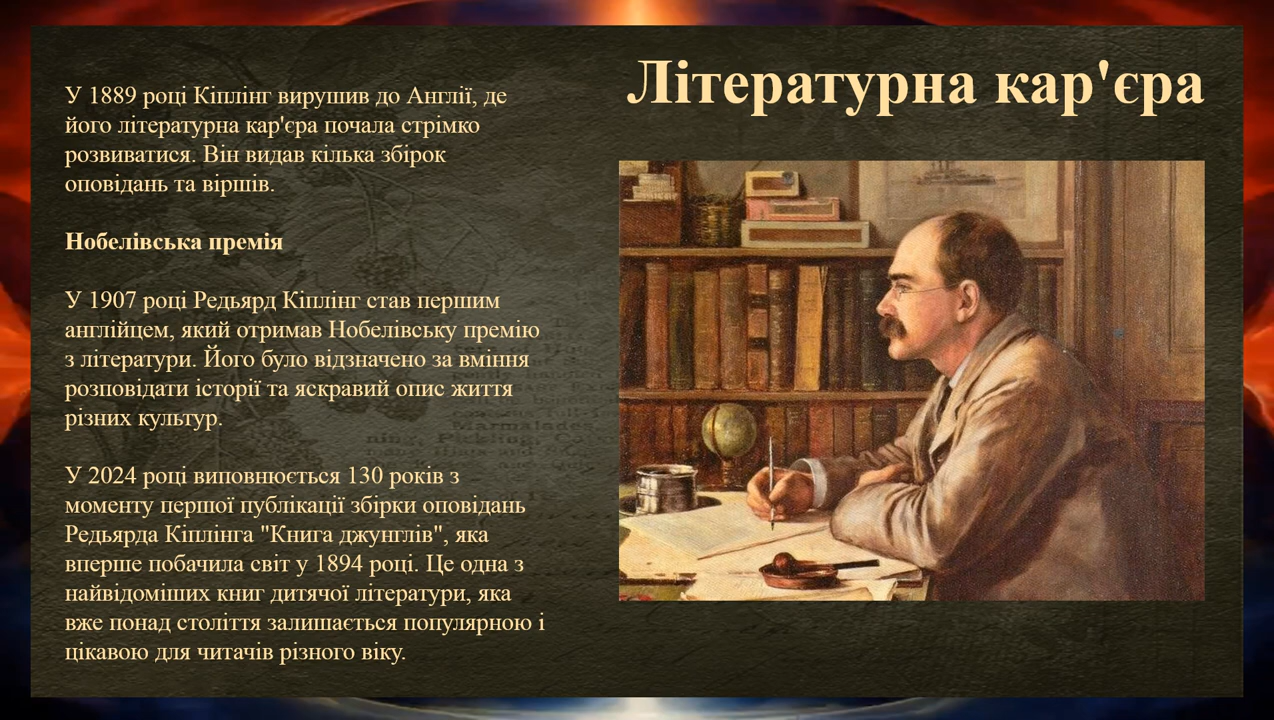 Літературна кар'єра
У 1889 році Кіплінг вирушив до Англії, де
його літературна кар'єра почала стрімко
розвиватися. Він видав кілька збірок
оповідань та віршів.
Нобелівська премія
У 1907 році Редьярд Кіплінг став першим
англійцем, який отримав Нобелівську премію
з літератури. Його було відзначено за вміння
розповідати історії та яскравий опис життя
різних культур.
У 2024 році виповнюється 130 років з
моменту першої публікації збірки оповідань
Редьярда Кіплінга "Книга джунглів", яка
вперше побачила світ у 1894 році. Це одна з
найвідоміших книг дитячої літератури, яка
вже понад століття залишається популярною і
цікавою для читачів різного віку.